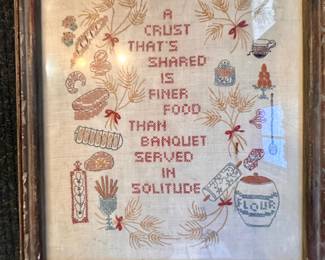 A
CRUST
THAT'S
SHARED
IS
FINER
FOOD
THAN
BANQUET
SERVED
IN
SOLITUDE
FLOUR